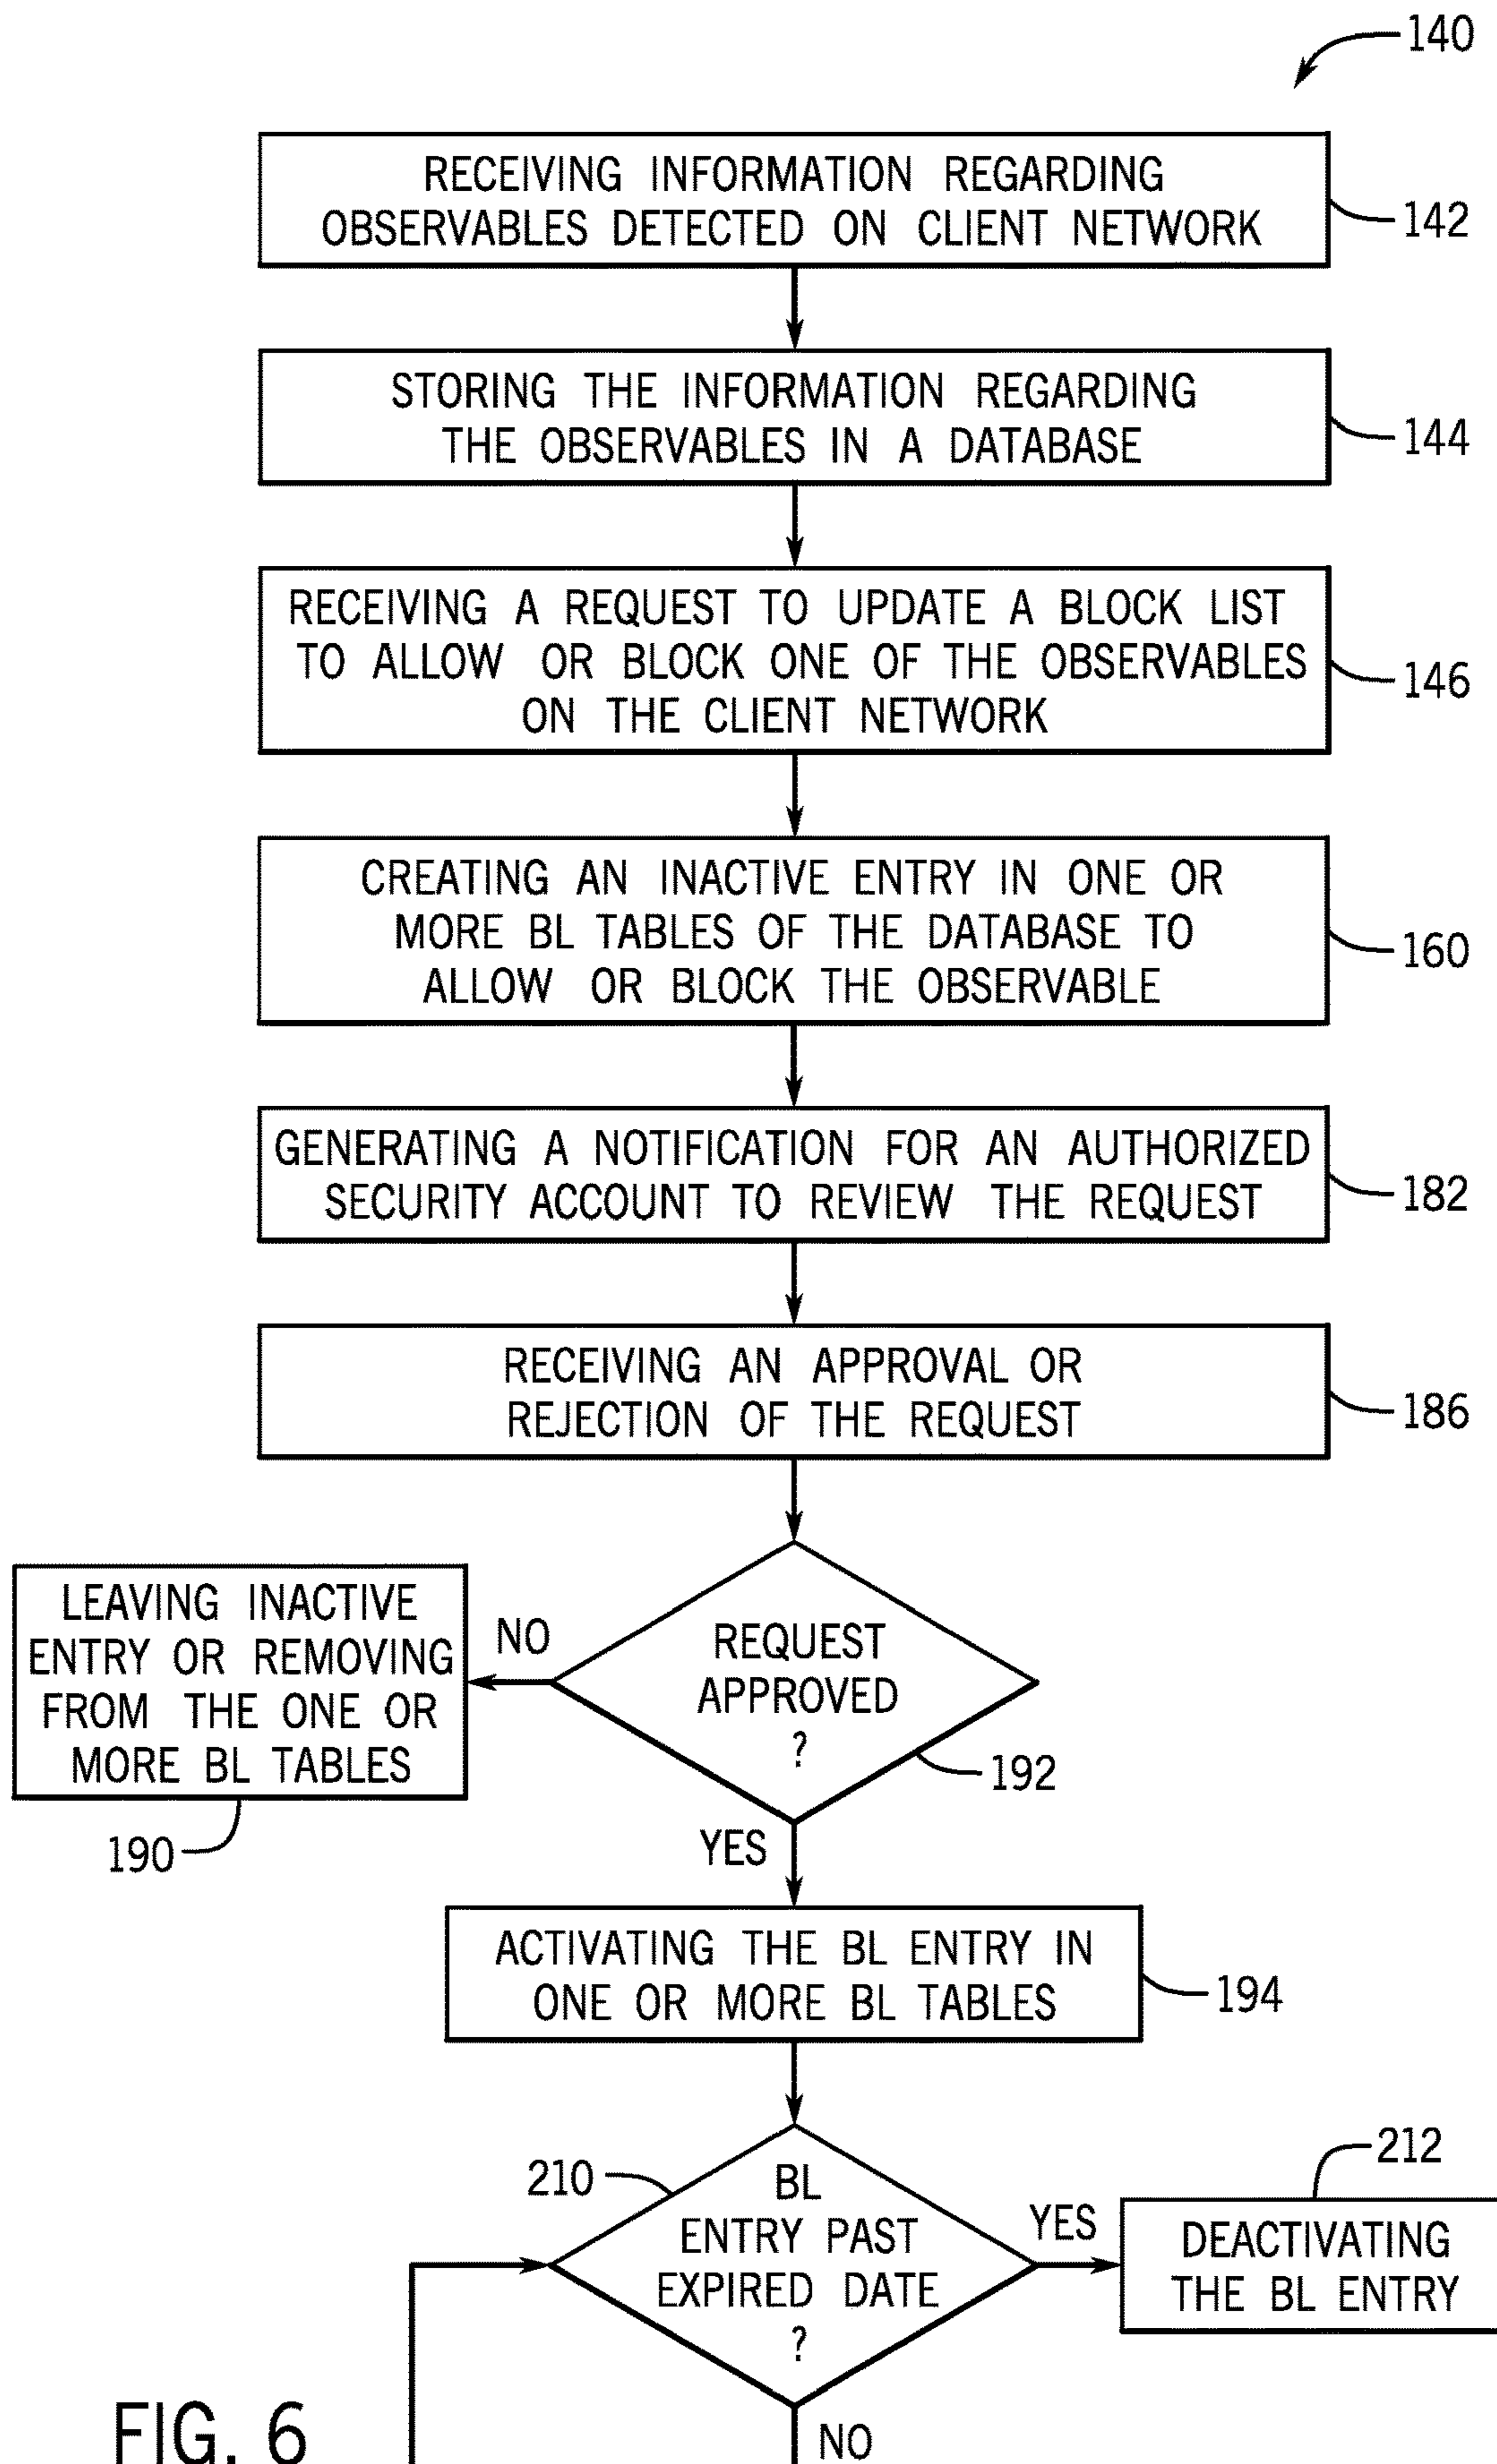 140
RECEIVING INFORMATION REGARDING
OBSERVABLES DETECTED ON CLIENT NETWORK
142
STORING THE INFORMATION REGARDING
THE OBSERVABLES IN A DATABASE
144
RECEIVING A REQUEST TO UPDATE A BLOCK LIST
TO ALLOW OR BLOCK ONE OF THE OBSERVABLES
ON THE CLIENT NETWORK
146
CREATING AN INACTIVE ENTRY IN ONE OR
MORE BL TABLES OF THE DATABASE TO
ALLOW OR BLOCK THE OBSERVABLE
160
GENERATING A NOTIFICATION FOR AN AUTHORIZED
SECURITY ACCOUNT TO REVIEW THE REQUEST
182
RECEIVING AN APPROVAL OR
REJECTION OF THE REQUEST
186
REQUEST
APPROVED
?
192
NO
LEAVING INACTIVE
ENTRY OR REMOVING
FROM THE ONE OR
MORE BL TABLES
190
YES
ACTIVATING THE BL ENTRY IN
ONE OR MORE BL TABLES
194
210
BL
ENTRY PAST
EXPIRED DATE
?
YES
212
DEACTIVATING
THE BL ENTRY
NO
FIG. 6